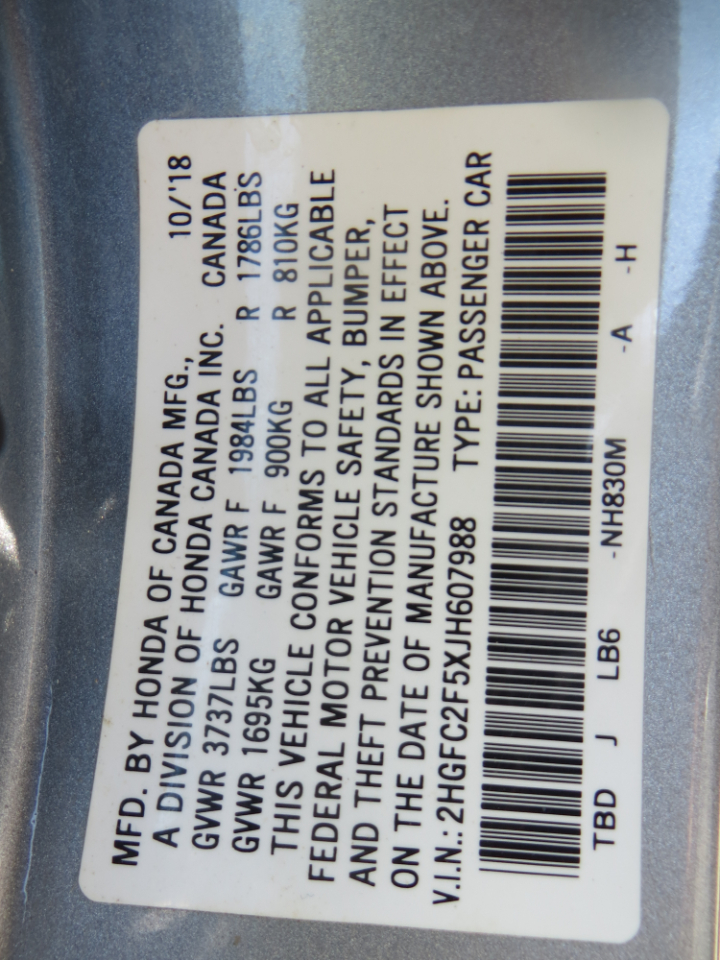 MFD. BY HONDA OF CANADA MFG., 10/'18
A DIVISION OF HONDA CANADA INC. CANADA
GVWR 3737LBS GAWR F 1984LBS R 1786LBS
GVWR 1695KG GAWR F 900KG R 810KG
THIS VEHICLE CONFORMS TO ALL APPLICABLE
FEDERAL MOTOR VEHICLE SAFETY, BUMPER,
AND THEFT PREVENTION STANDARDS IN EFFECT
ON THE DATE OF MANUFACTURE SHOWN ABOVE.
V.I.N.: 2HGFC2F5XJH607988 TYPE: PASSENGER CAR
TBD J LB6 -NH830M -A -H